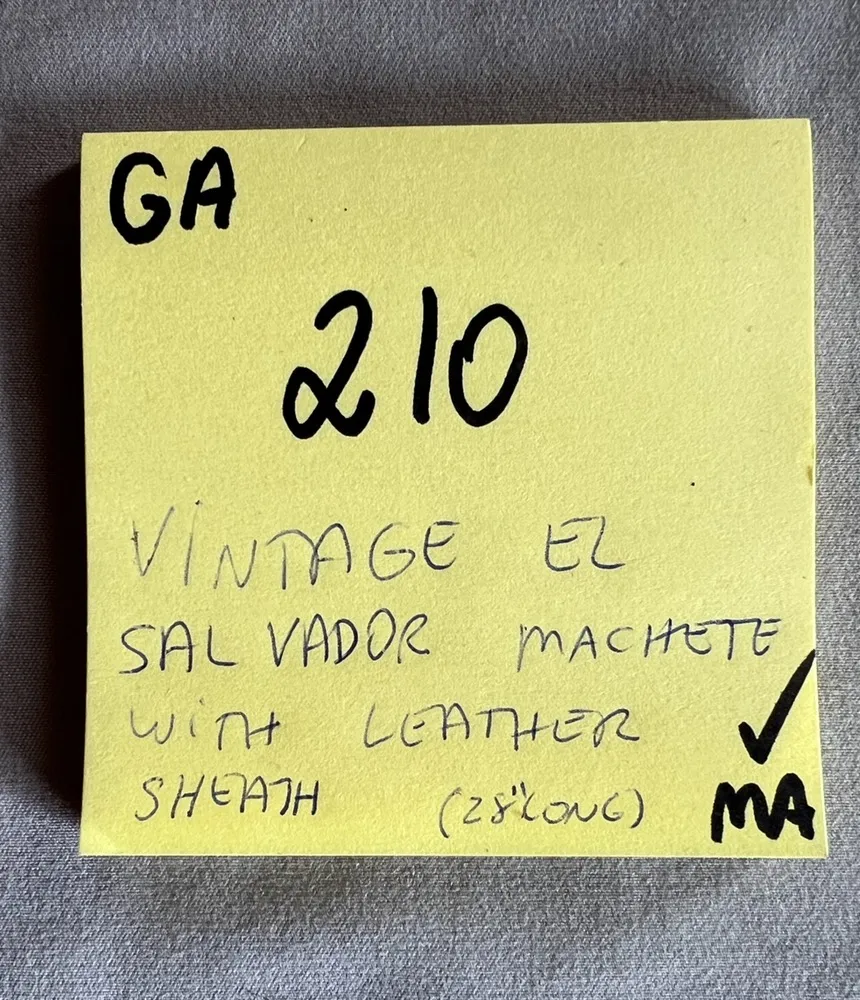 GA
210
VINTAGE EL
SALVADOR MACHETE
WITH LEATHER
SHEATH (28" LONG)
✓
MA